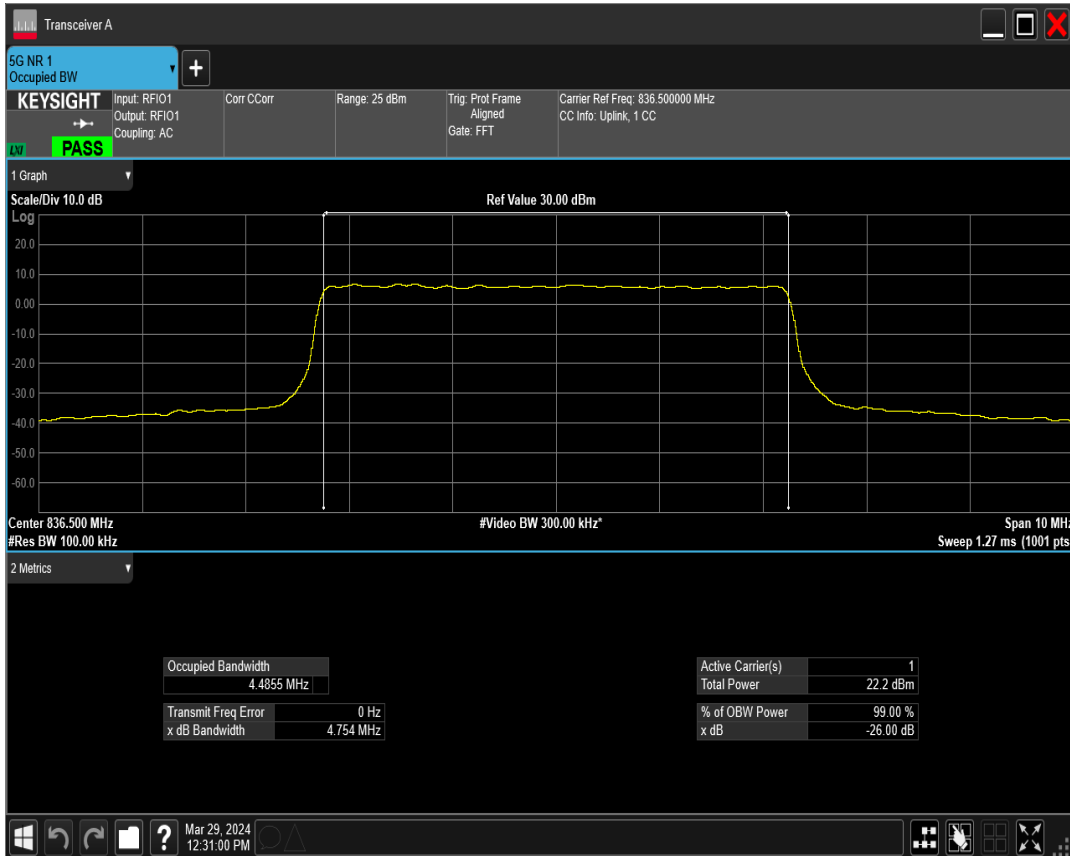 Transceiver A
5G NR 1
Occupied BW
KEYSIGHT
LXI
PASS
Input: RFIO1
Output: RFIO1
Coupling: AC
Corr CCorr
Range: 25 dBm
Trig: Prot Frame
Aligned
Gate: FFT
Carrier Ref Freq: 836.500000 MHz
CC Info: Uplink, 1 CC
1 Graph
Scale/Div 10.0 dB
Ref Value 30.00 dBm
Log
20.0
10.0
0.00
-10.0
-20.0
-30.0
-40.0
-50.0
-60.0
Center 836.500 MHz
#Video BW 300.00 kHz*
Span 10 MHz
#Res BW 100.00 kHz
Sweep 1.27 ms (1001 pts
2 Metrics
Occupied Bandwidth
4.4855 MHz
Transmit Freq Error 0 Hz
x dB Bandwidth 4.754 MHz
Active Carrier(s) 1
Total Power 22.2 dBm
% of OBW Power 99.00 %
x dB -26.00 dB
?
Mar 29, 2024
12:31:00 PM